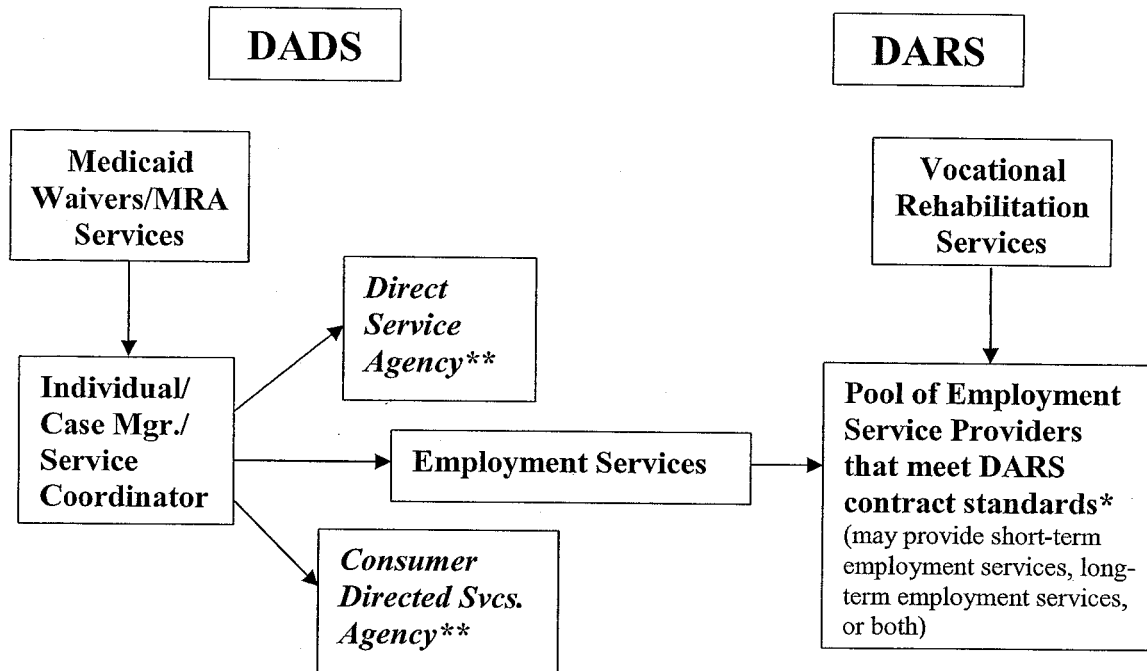 DADS
DARS
Medicaid
Waivers/MRA
Services
Vocational
Rehabilitation
Services
Direct
Service
Agency**
Individual/
Case Mgr./
Service
Coordinator
Employment Services
Pool of Employment
Service Providers
that meet DARS
contract standards*
(may provide short-term
employment services, long-
term employment services,
or both)
Consumer
Directed Svcs.
Agency**